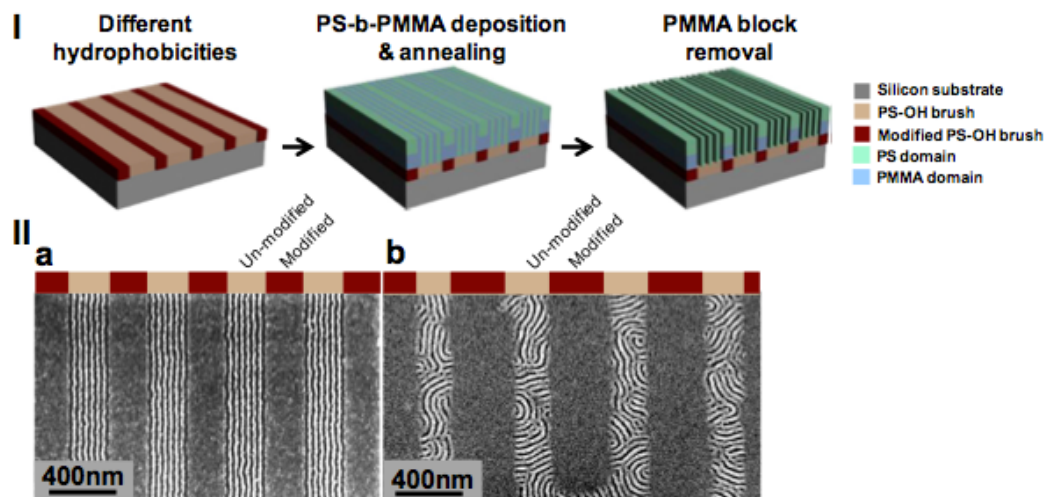 I
Different
hydrophobicities
PS-b-PMMA deposition
& annealing
PMMA block
removal
Silicon substrate
PS-OH brush
Modified PS-OH brush
PS domain
PMMA domain
II
a
Un-modified
Modified
b
Un-modified
Modified
400nm
400nm